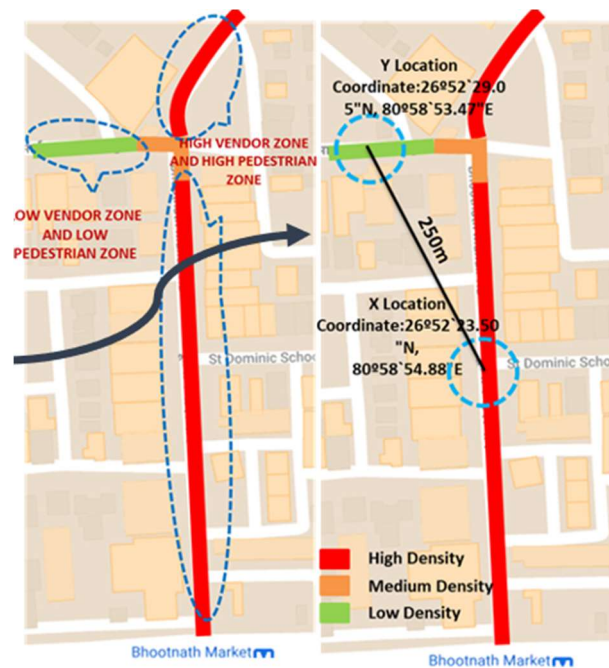 HIGH VENDOR ZONE
AND HIGH PEDESTRIAN
ZONE
LOW VENDOR ZONE
AND LOW
PEDESTRIAN ZONE
St Dominic Schoo
Bhootnath Market
Y Location
Coordinate:26º52`29.0
5"N, 80º58`53.47"E
250m
X Location
Coordinate:26º52`23.50
"N,
80º58`54.88"E
St Dominic School
High Density
Medium Density
Low Density
Bhootnath Market